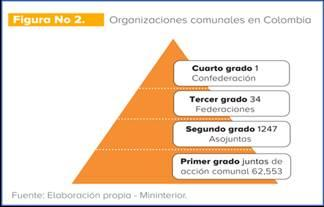 Figura No 2. Organizaciones comunales en Colombia
Cuarto grado 1
Confederación
Tercer grado 34
Federaciones
Segundo grado 1247
Asojuntas
Primer grado juntas de
acción comunal 62,553
Fuente: Elaboración propia - Mininterior.